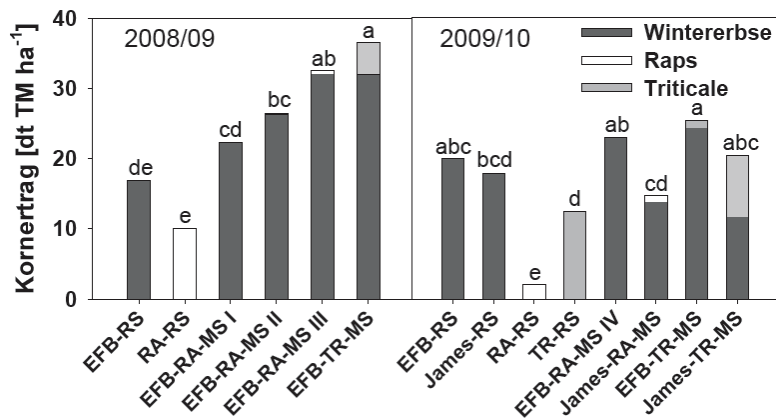 Kornertrag [dt TM ha-1]
40
30
20
10
0
2008/09
de
e
cd
bc
ab
a
EFB-RS
RA-RS
EFB-RA-MS I
EFB-RA-MS II
EFB-RA-MS III
EFB-TR-MS
2009/10
Wintererbse
Raps
Triticale
abc
bcd
e
d
ab
cd
a
abc
EFB-RS
James-RS
RA-RS
TR-RS
EFB-RA-MS IV
James-RA-MS
EFB-TR-MS
James-TR-MS